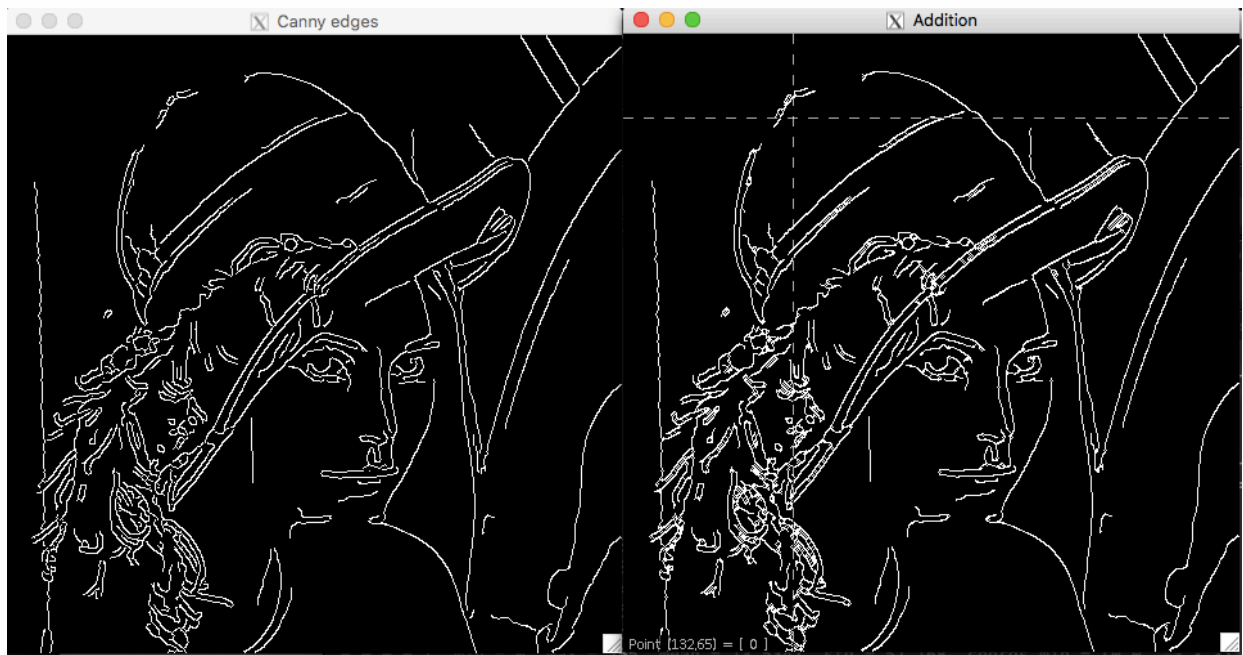 Canny edges
Addition
Point (132,65) = [ 0 ]